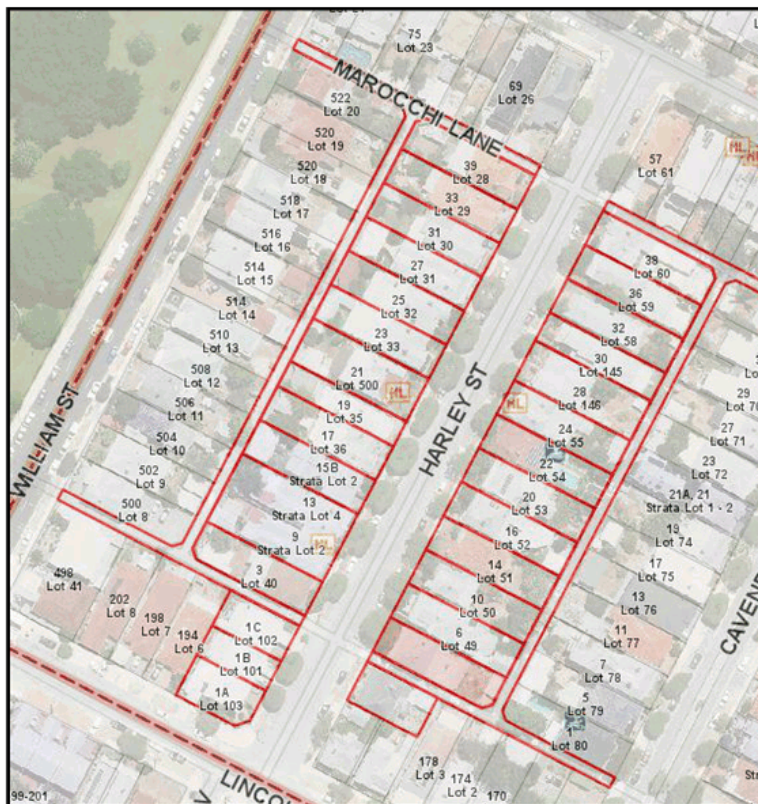 75
Lot 23
MAROCCHI LANE
69
Lot 26
522
Lot 20
520
Lot 19
520
Lot 18
518
Lot 17
516
Lot 16
514
Lot 15
514
Lot 14
510
Lot 13
508
Lot 12
506
Lot 11
504
Lot 10
502
Lot 9
500
Lot 8
WILLIAM ST
39
Lot 28
33
Lot 29
31
Lot 30
27
Lot 31
25
Lot 32
23
Lot 33
21
Lot 500
19
Lot 35
17
Lot 36
15B
Strata Lot 2
13
Strata Lot 4
9
Strata Lot 2
3
Lot 40
1C
Lot 102
1B
Lot 101
1A
Lot 103
498
Lot 41
202
Lot 8
198
Lot 7
194
Lot 6
HARLEY ST
57
Lot 61
ML
38
Lot 60
36
Lot 59
32
Lot 58
30
Lot 145
28
Lot 146
ML
ML
24
Lot 55
22
Lot 54
20
Lot 53
16
Lot 52
14
Lot 51
10
Lot 50
6
Lot 49
29
27
Lot 71
23
Lot 72
21A, 21
Strata Lot 1 - 2
19
Lot 74
17
Lot 75
13
Lot 76
11
Lot 77
7
Lot 78
5
Lot 79
1
Lot 80
178
Lot 3
174
Lot 2
170
99-201